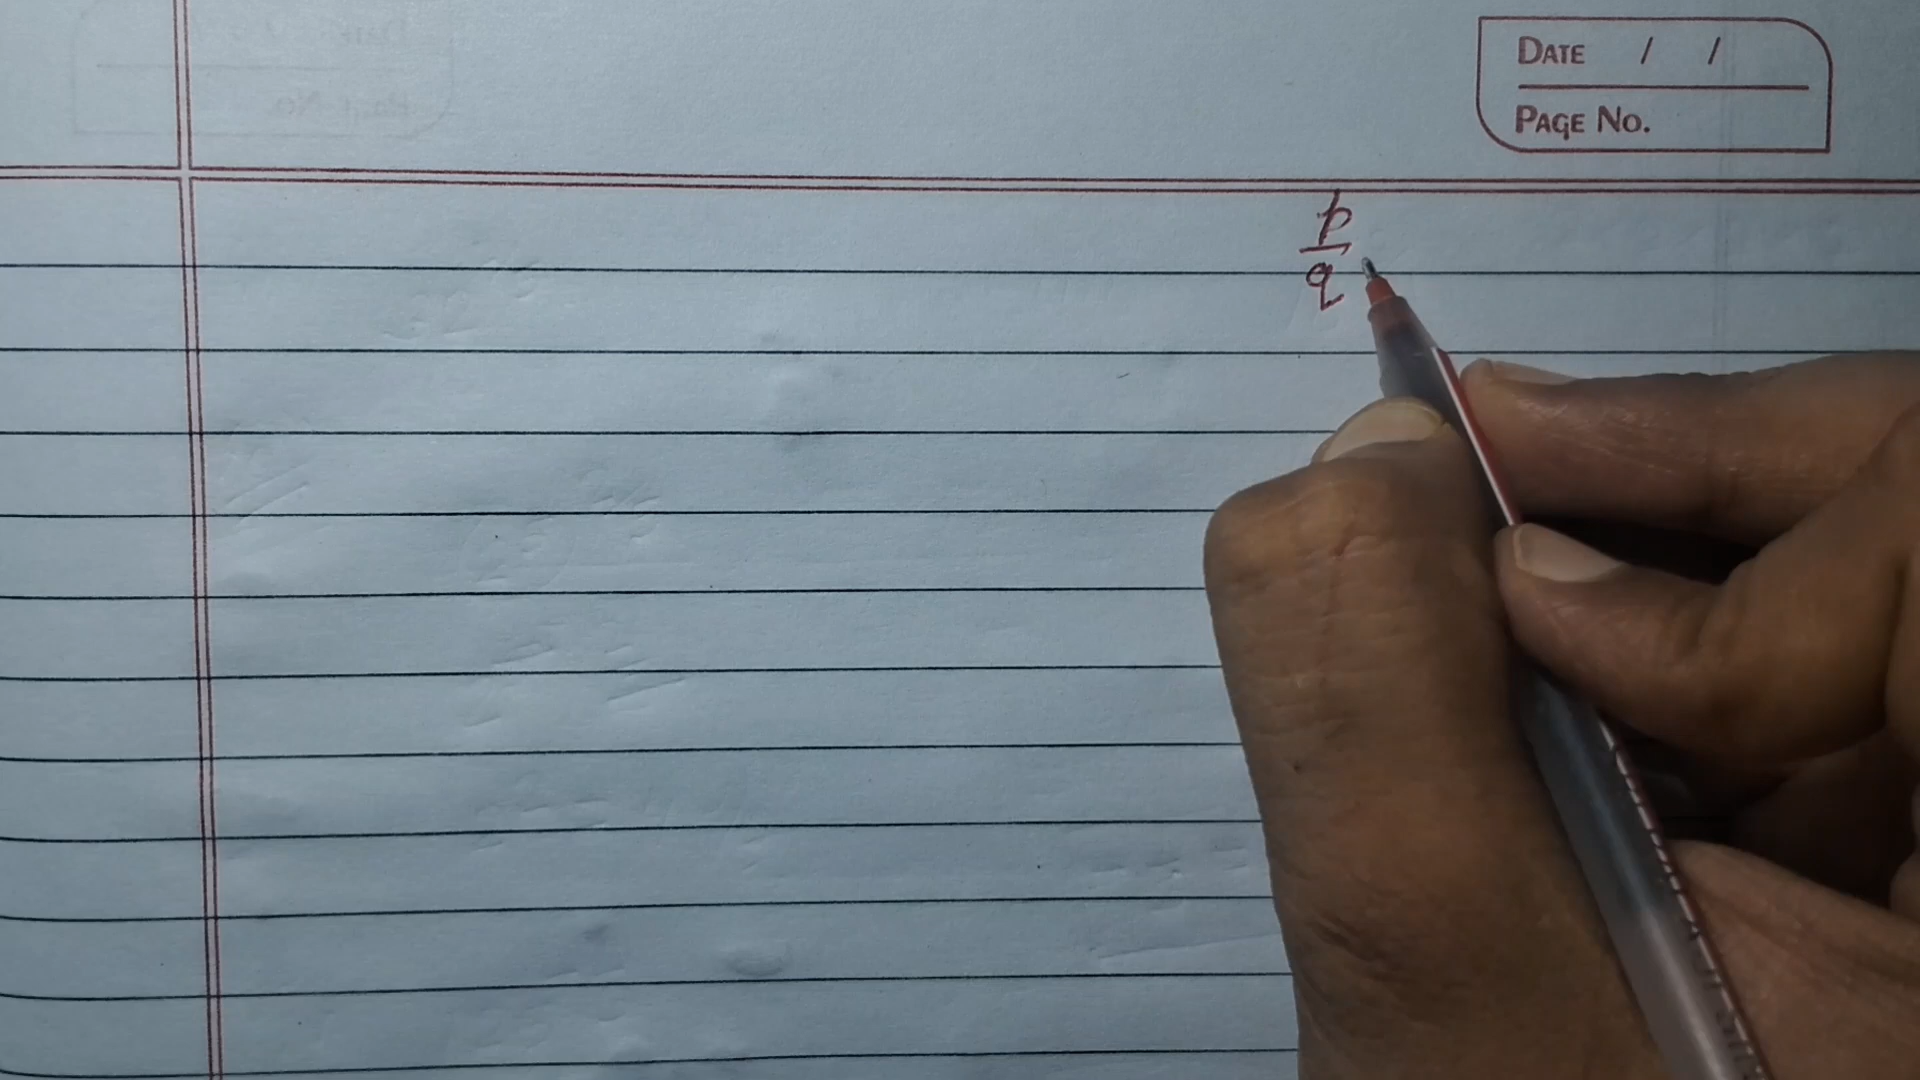 DATE / /
PAGE NO.
p
q